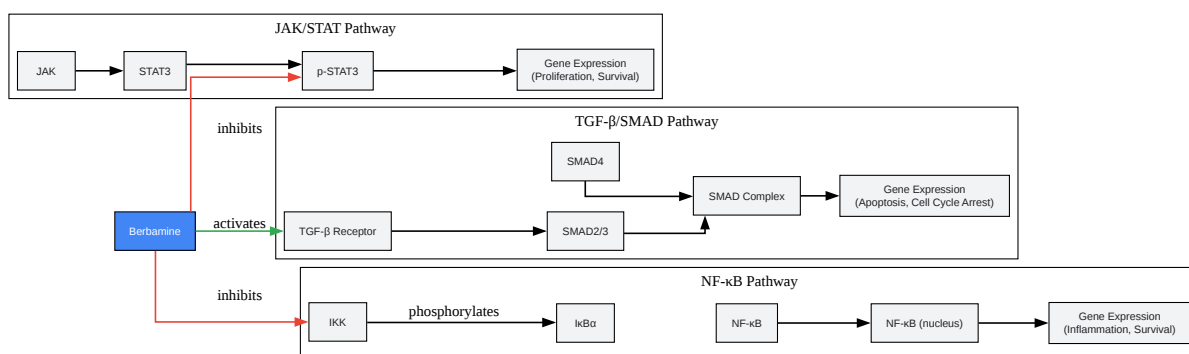 JAK/STAT Pathway
JAK
STAT3
p-STAT3
Gene Expression
(Proliferation, Survival)
inhibits
TGF-β/SMAD Pathway
SMAD4
SMAD Complex
Gene Expression
(Apoptosis, Cell Cycle Arest)
Berbamine
activates
TGF-β Receptor
SMAD2/3
inhibits
NF-κB Pathway
IKK
phosphorylates
IκBα
NF-κB
NF-κB (nucleus)
Gene Expression
(Inflammation, Survival)